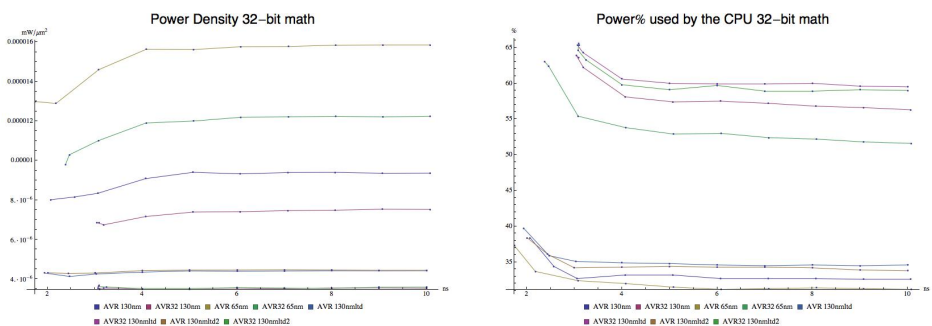 Power Density 32-bit math
mW/μm²
0.000016
0.000014
0.000012
0.00001
8.·10⁻⁶
6.·10⁻⁶
4.·10⁻⁶
2 4 6 8 10 ns
AVR 130nm AVR32 130nm AVR 65nm AVR32 65nm AVR 130nmltd
AVR32 130nmltd AVR 130nmltd2 AVR32 130nmltd2
Power% used by the CPU 32-bit math
%
65
60
55
50
45
40
35
2 4 6 8 10 ns
AVR 130nm AVR32 130nm AVR 65nm AVR32 65nm AVR 130nmltd
AVR32 130nmltd AVR 130nmltd2 AVR32 130nmltd2